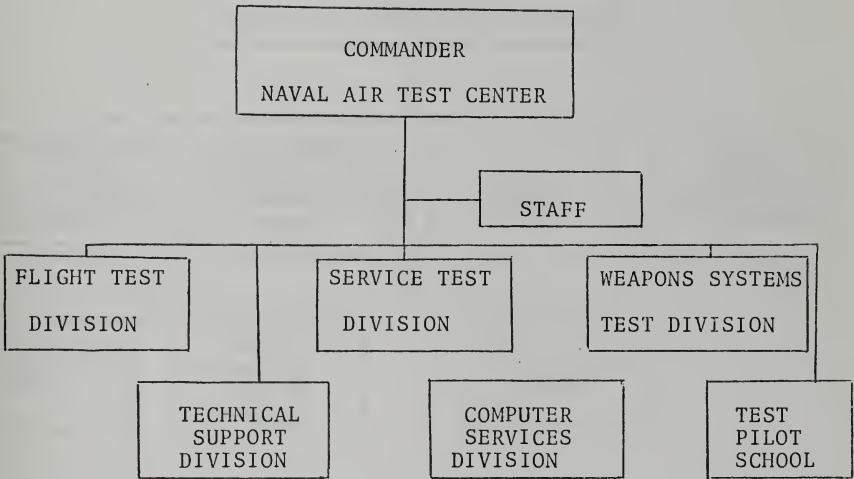 COMMANDER
NAVAL AIR TEST CENTER
STAFF
FLIGHT TEST
DIVISION
SERVICE TEST
DIVISION
WEAPONS SYSTEMS
TEST DIVISION
TECHNICAL
SUPPORT
DIVISION
COMPUTER
SERVICES
DIVISION
TEST
PILOT
SCHOOL